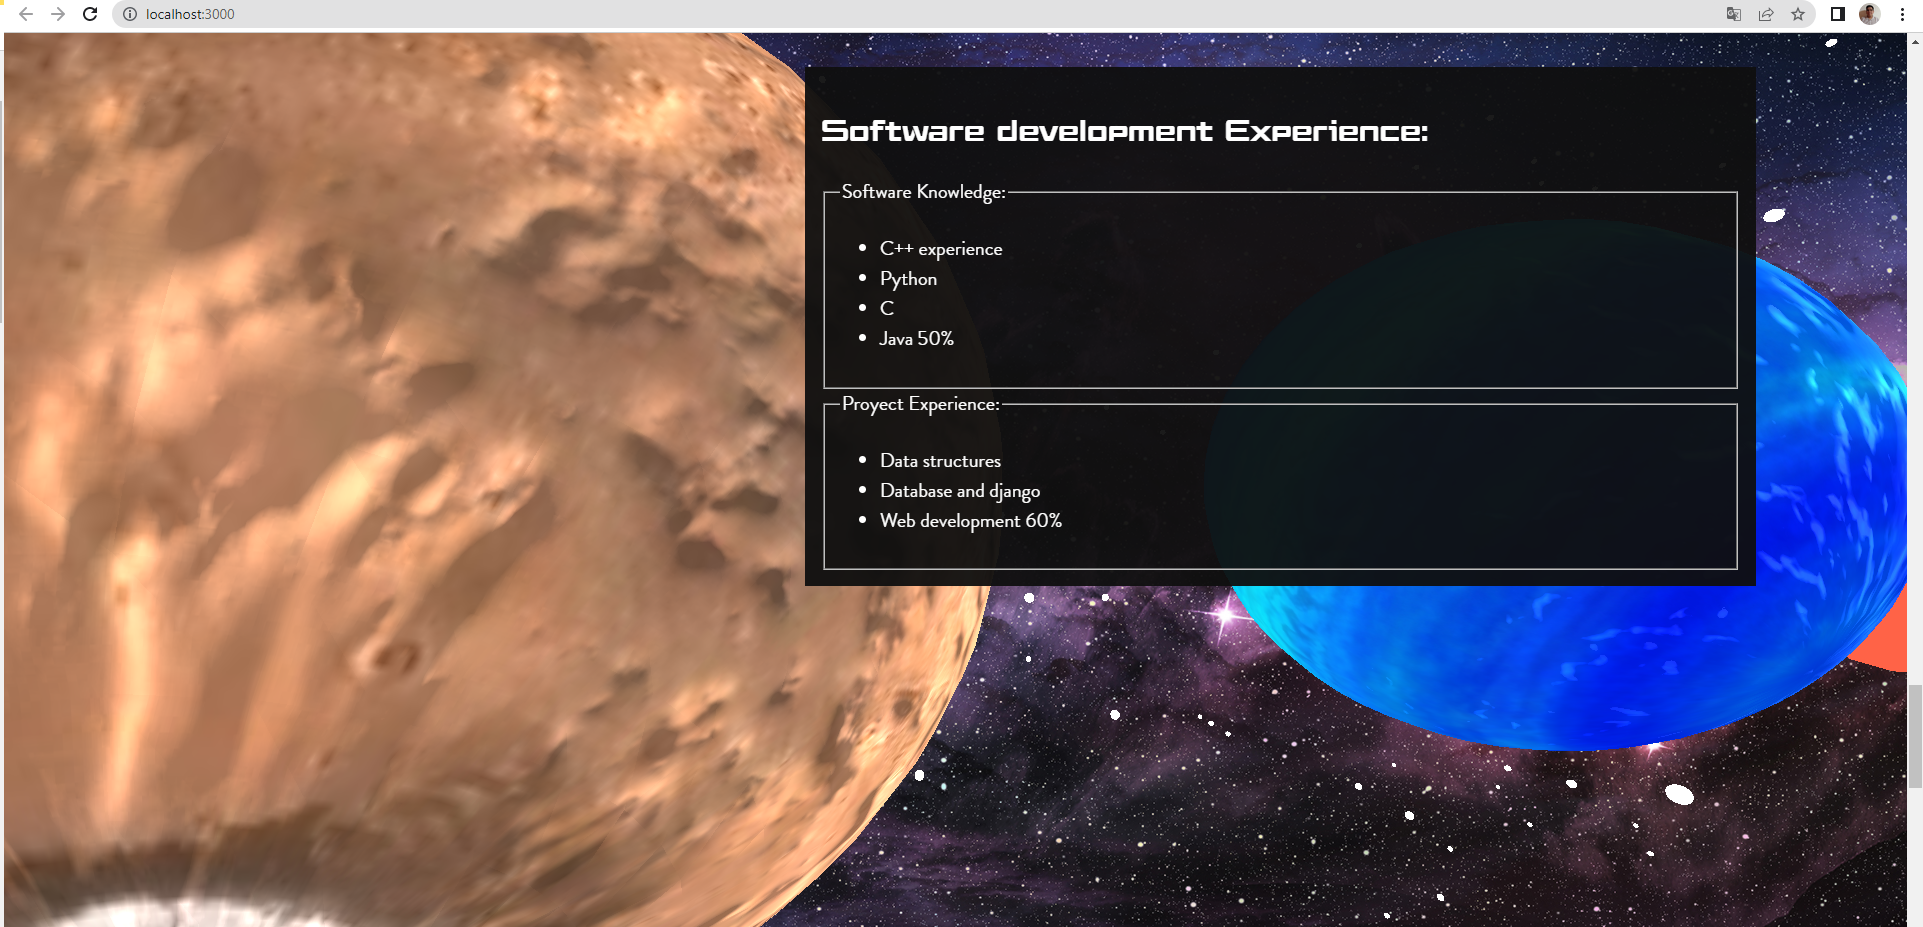 localhost:3000
Software development Experience:
Software Knowledge:
C++ experience
Python
C
Java 50%
Proyect Experience:
Data structures
Database and django
Web development 60%